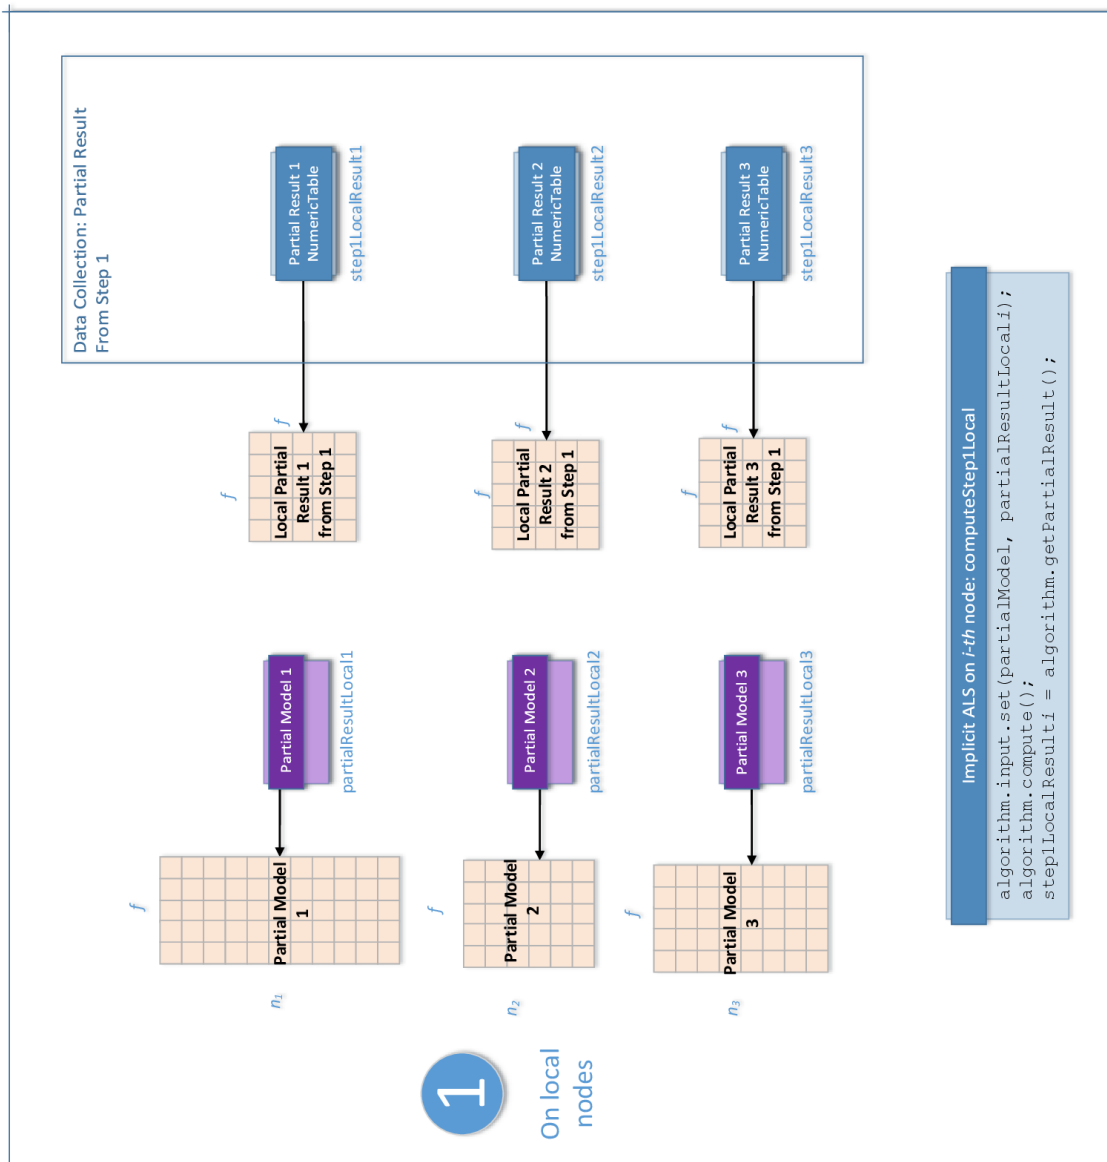 1
On local
nodes
n1
f
Partial Model
1
Partial Model 1
partialResultLocal1
f
f
Local Partial
Result 1
from Step 1
Data Collection: Partial Result
From Step 1
Partial Result 1
NumericTable
step1LocalResult1
n2
f
Partial Model
2
Partial Model 2
partialResultLocal2
f
f
Local Partial
Result 2
from Step 1
Partial Result 2
NumericTable
step1LocalResult2
n3
f
Partial Model
3
Partial Model 3
partialResultLocal3
f
f
Local Partial
Result 3
from Step 1
Partial Result 3
NumericTable
step1LocalResult3
Implicit ALS on i-th node: computeStep1Local
algorithm.input.set(partialModel, partialResultLocali);
algorithm.compute();
step1LocalResulti = algorithm.getPartialResult();